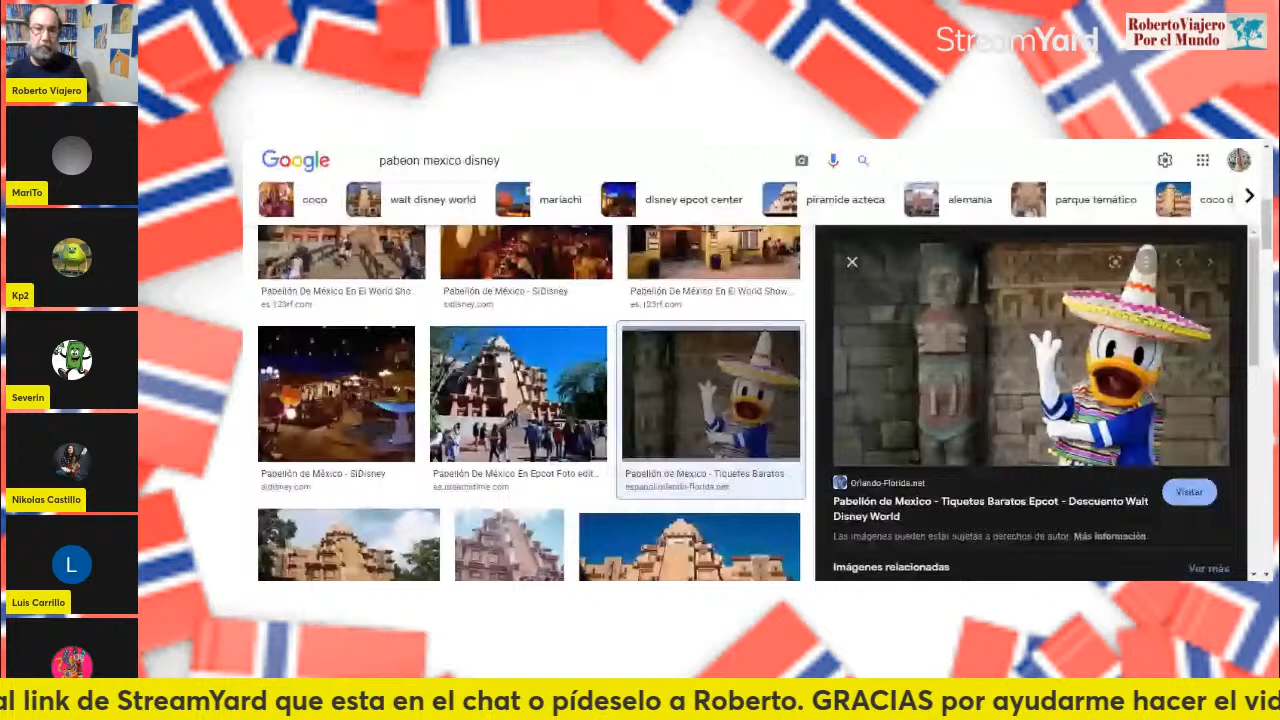 Roberto Viajero
MariTo
Kp2
Severin
Nikolas Castillo
Luis Carrillo
StreamYard
RobertoViajero
Por el Mundo
Google
pabeon mexico disney
coco
walt disney world
mariachi
disney epcot center
piramide azteca
alemania
parque temático
coco d
Pabellón De México En El World Sho...
es.123rf.com
Pabellón de México - SiDisney
sidisney.com
Pabellón De México En El World Show...
es.123rf.com
Pabellón de México - SiDisney
sidisney.com
Pabellón De México En Epcot Foto edit...
es.dreamstime.com
Pabellón de Mexico - Tiquetes Baratos
espanol.orlando-florida.net
Orlando-Florida.net
Pabellón de Mexico - Tiquetes Baratos Epcot - Descuento Walt
Disney World
Visitar
Las imágenes pueden estar sujetas a derechos de autor. Más información
Imágenes relacionadas
Ver más
al link de StreamYard que esta en el chat o pídeselo a Roberto. GRACIAS por ayudarme hacer el vid